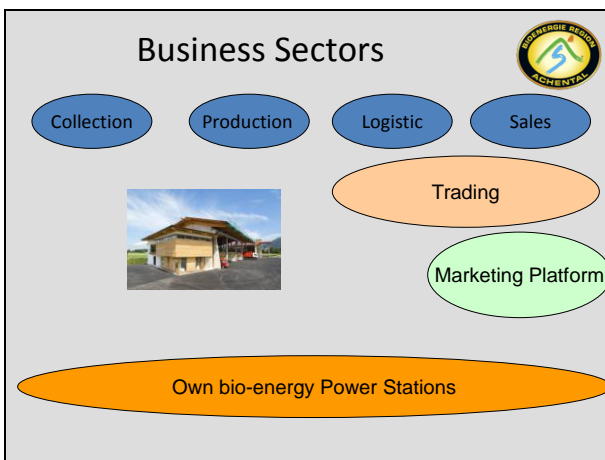 Business Sectors
BIOENERGIE REGION
ACHENTAL
Collection
Production
Logistic
Sales
Trading
Marketing Platform
Own bio-energy Power Stations